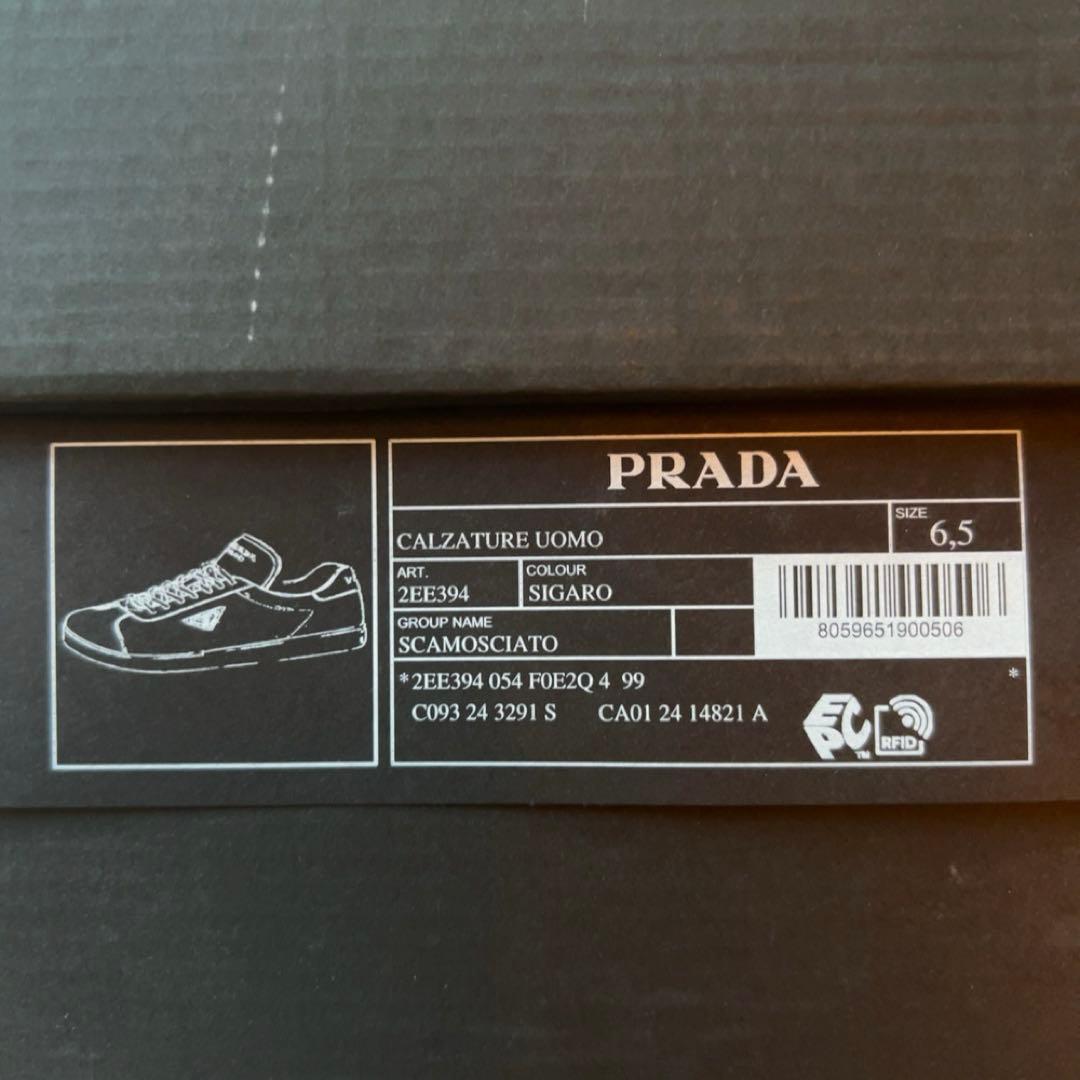 PRADA
CALZATURE UOMO
SIZE
6,5
ART.
2EE394
COLOUR
SIGARO
GROUP NAME
SCAMOSCIATO
8059651900506
*2EE394 054 F0E2Q 4 99 *
C093 24 3291 S CA01 24 14821 A
EPC™
RFID